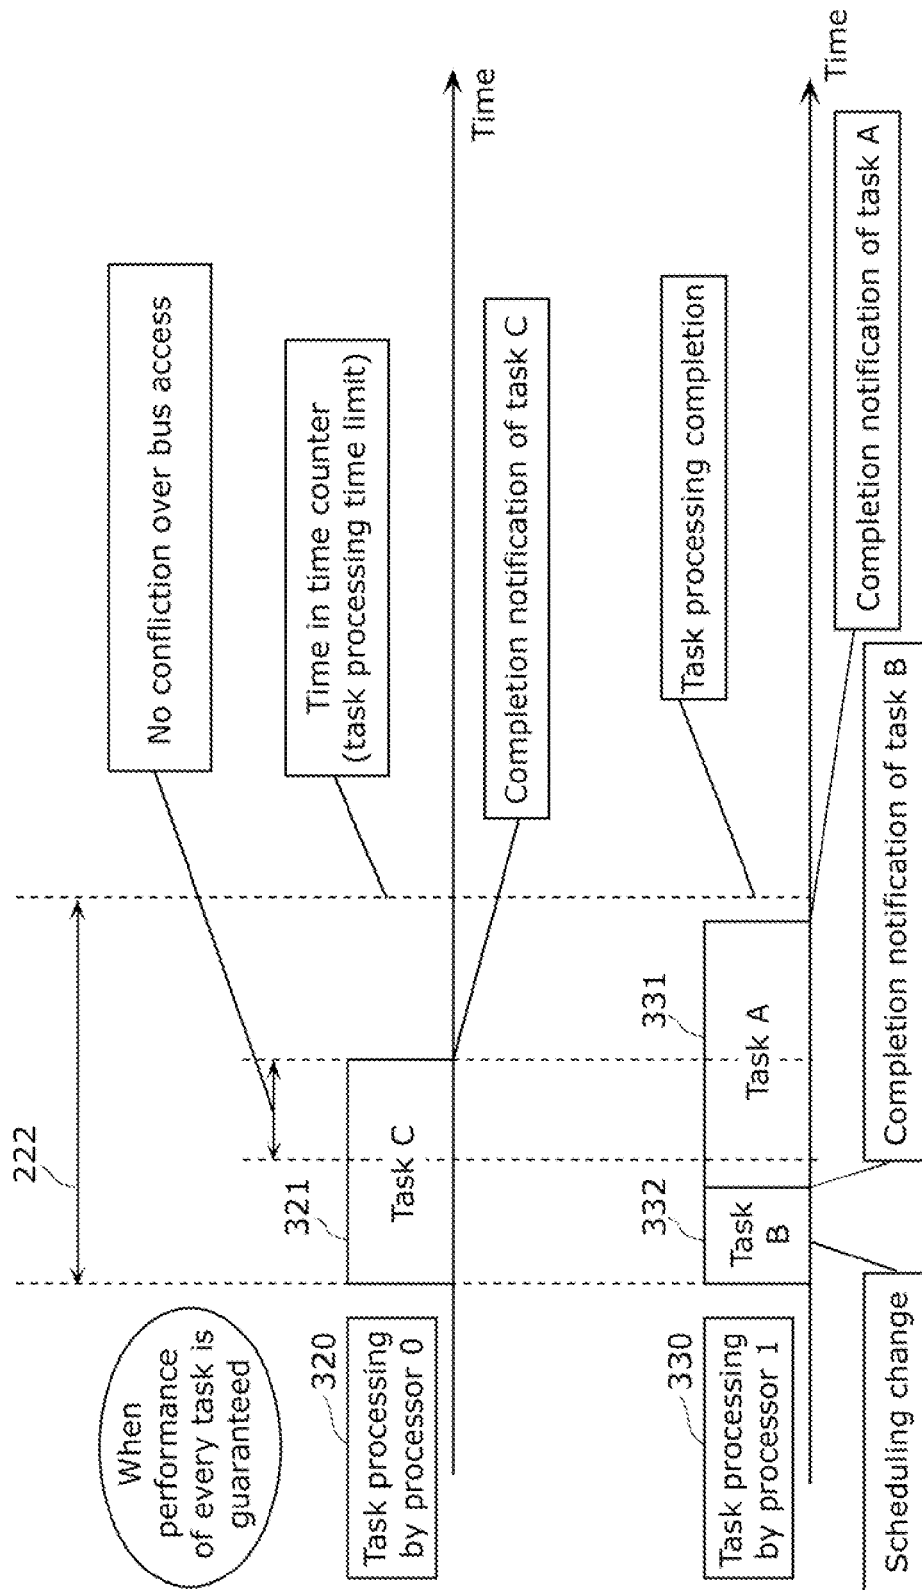 When
performance
of every task is
guaranteed
222
No confliction over bus access
Time in time counter
(task processing time limit)
320
Task processing
by processor 0
321
Task C
Time
Completion notification of task C
330
Task processing
by processor 1
332
Task
B
331
Task A
Task processing completion
Time
Scheduling change
Completion notification of task B
Completion notification of task A